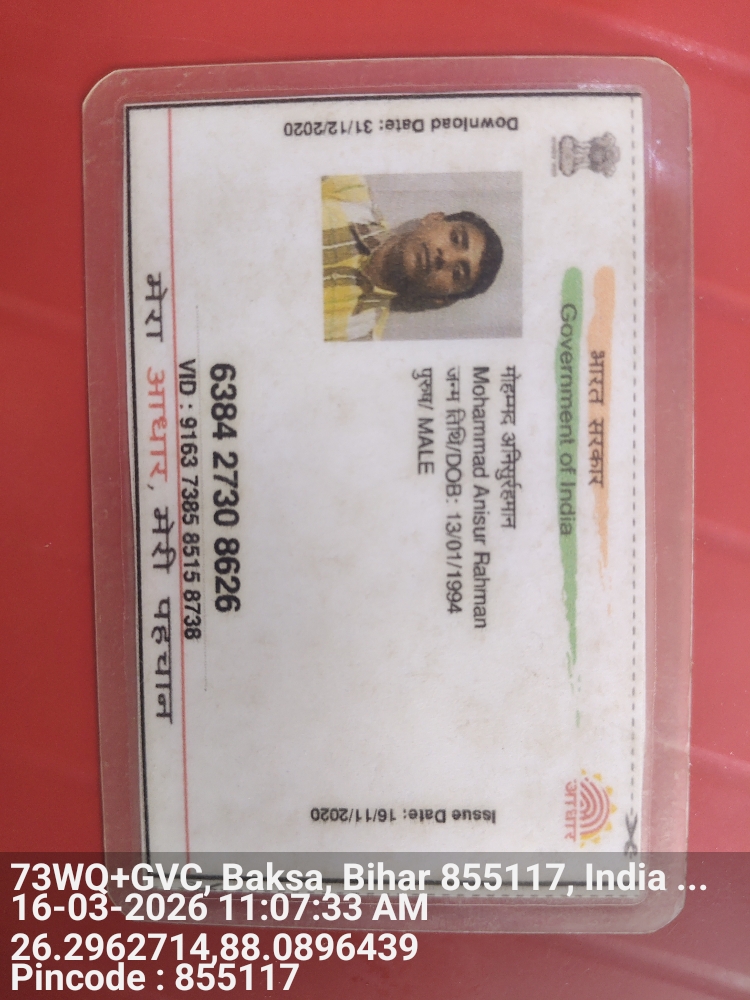 भारत सरकार
Government of India
Download Date: 31/12/2020
मोहम्मद अनिसुर्रहमान
Mohammad Anisur Rahman
जन्म तिथि/DOB: 13/01/1994
पुरुष/ MALE
Issue Date: 16/11/2020
आधार
6384 2730 8626
VID : 9163 7385 8515 8738
मेरा आधार, मेरी पहचान
73WQ+GVC, Baksa, Bihar 855117, India ...
16-03-2026 11:07:33 AM
26.2962714,88.0896439
Pincode : 855117